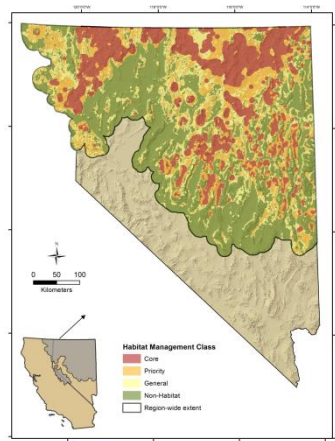 N
0 50 100
Kilometers
Habitat Management Class
Core
Priority
General
Non-Habitat
Region-wide extent